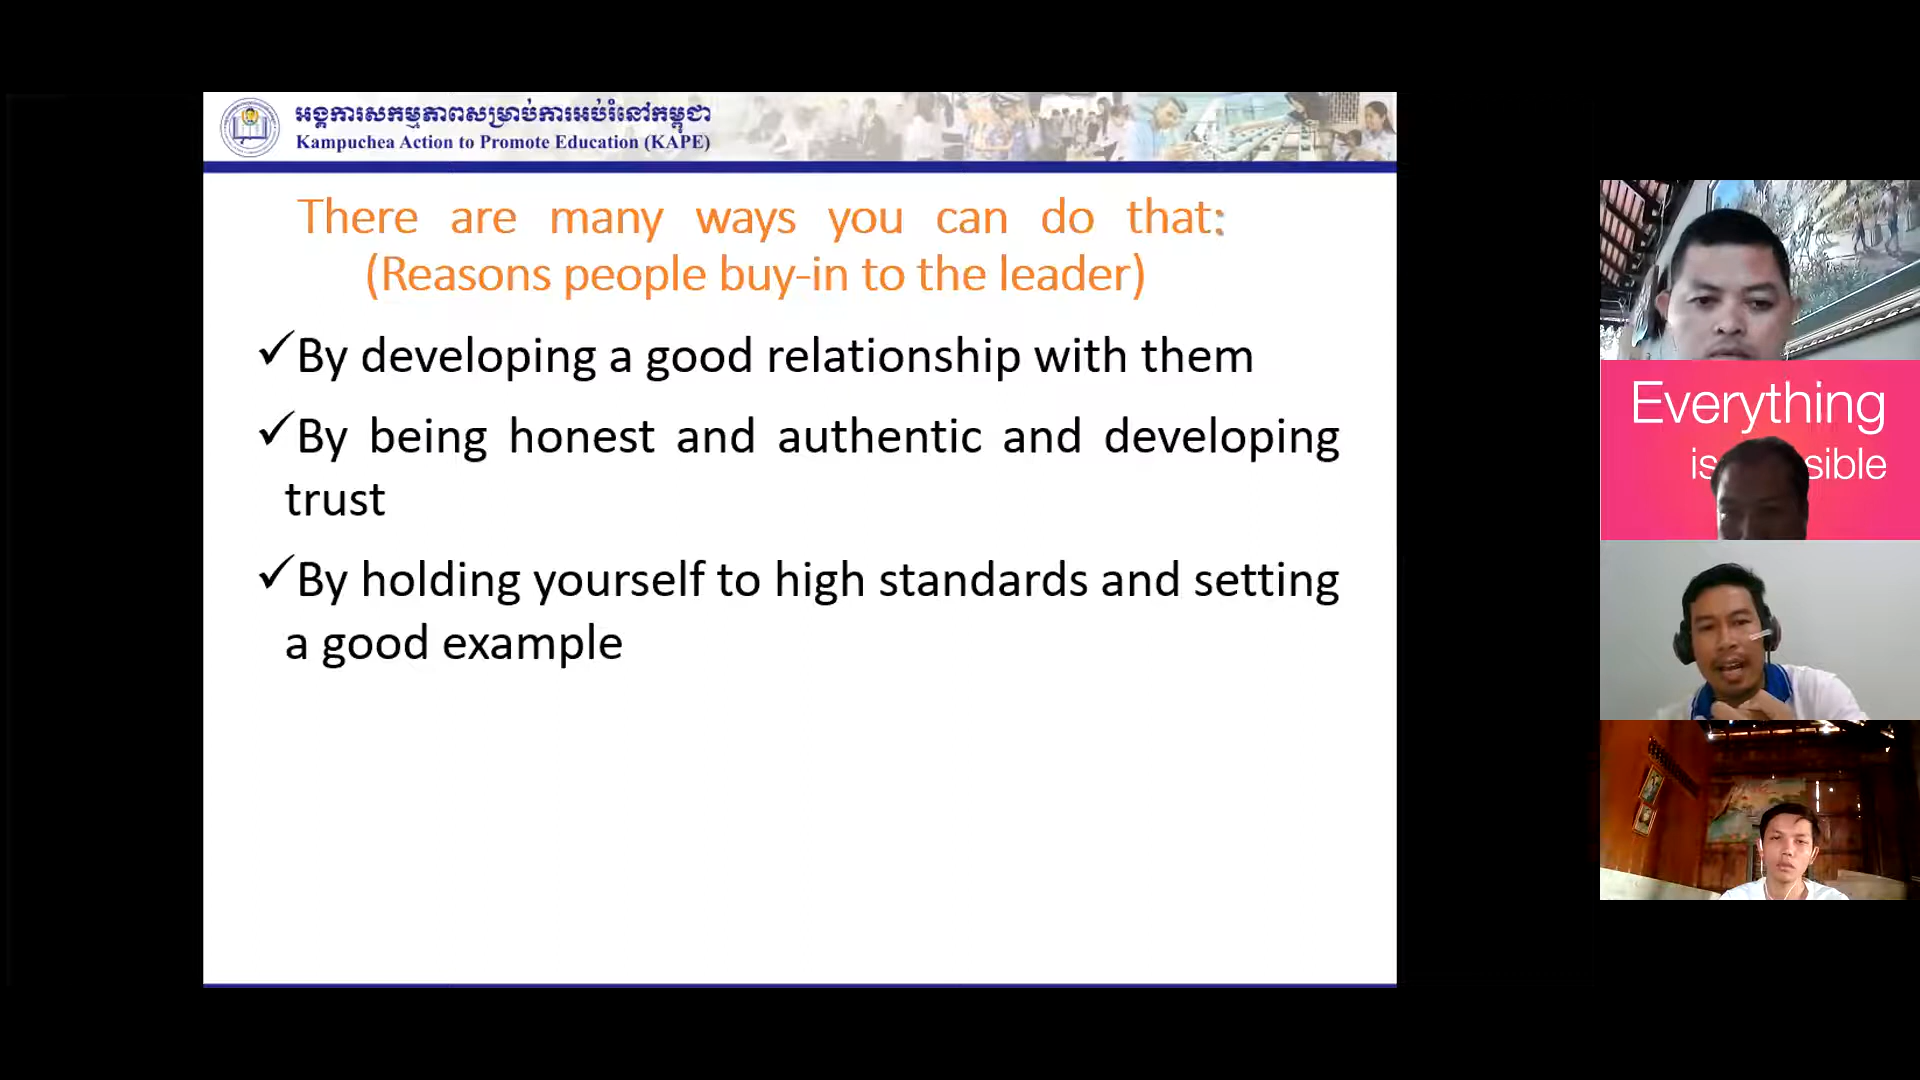 អង្គការសកម្មភាពសម្រាប់ការអប់រំនៅកម្ពុជា
Kampuchea Action to Promote Education (KAPE)
There are many ways you can do that:
(Reasons people buy-in to the leader)
✓By developing a good relationship with them
✓By being honest and authentic and developing
trust
✓By holding yourself to high standards and setting
a good example
Everything